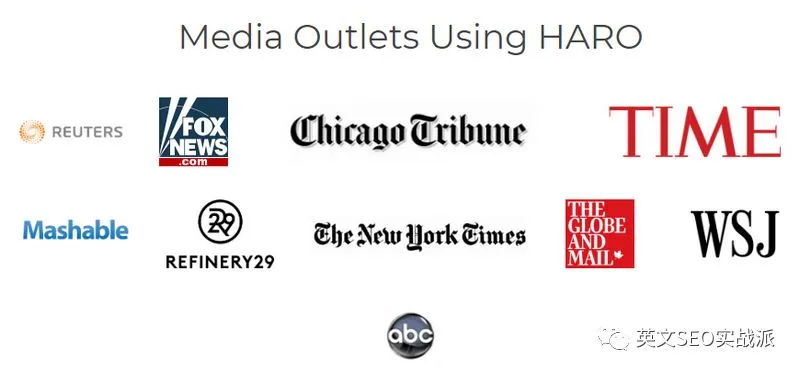 Media Outlets Using HARO
REUTERS
FOX
NEWS
.com
Chicago Tribune
TIME
Mashable
29
REFINERY29
The New York Times
THE
GLOBE
AND
MAIL
WSJ
abc
英文SEO实战派